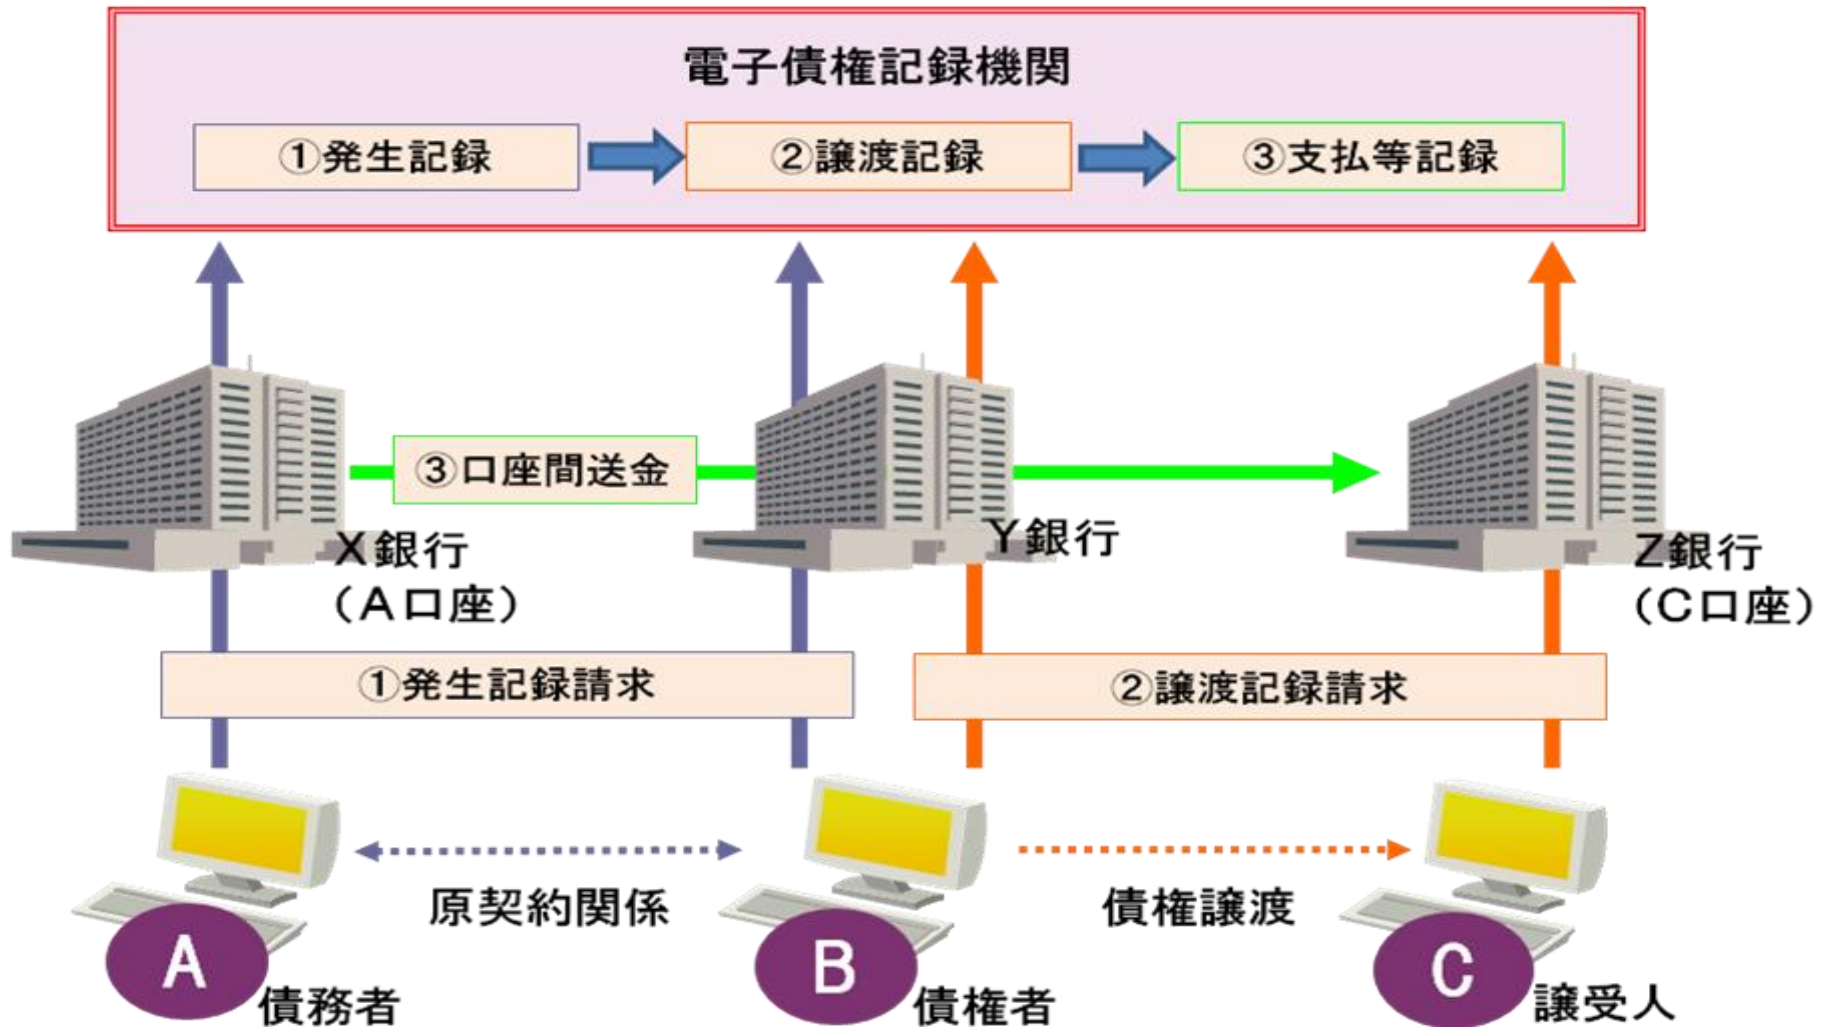 電子債権記録機関
①発生記録
②譲渡記録
③支払等記録
③口座間送金
X銀行
（A口座）
Y銀行
Z銀行
（C口座）
①発生記録請求
②譲渡記録請求
原契約関係
債権譲渡
A
債務者
B
債権者
C
譲受人